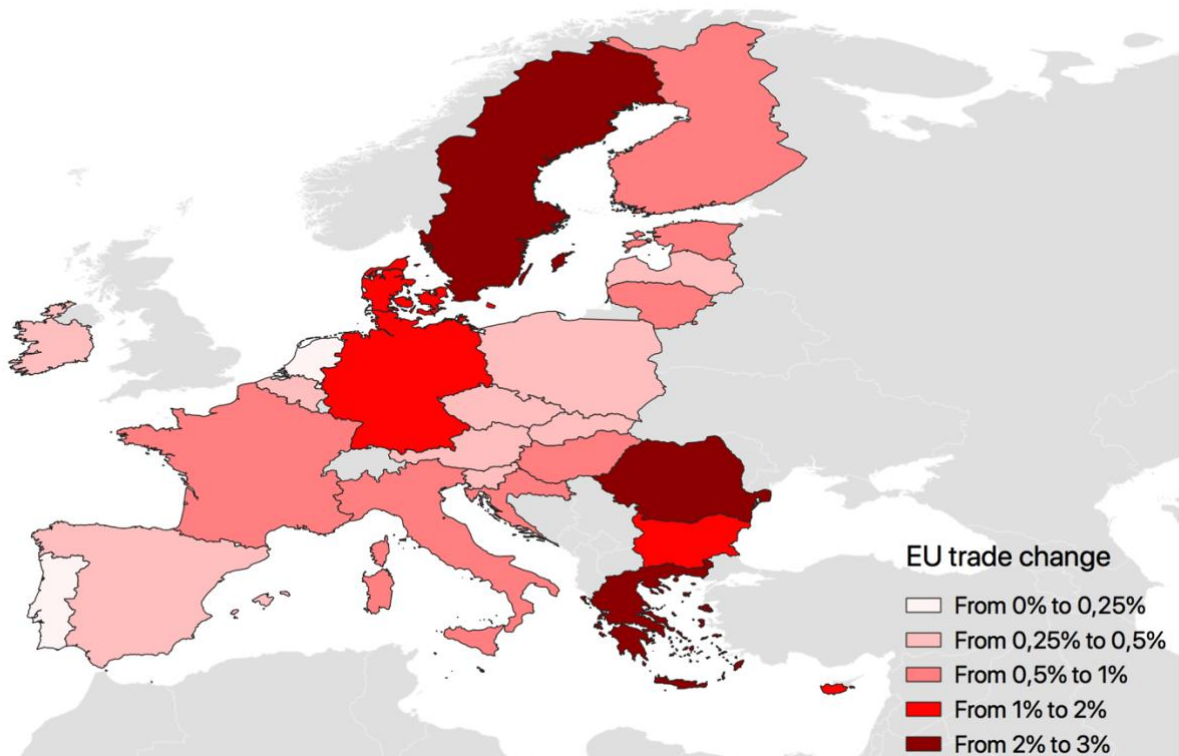 EU trade change
From 0% to 0,25%
From 0,25% to 0,5%
From 0,5% to 1%
From 1% to 2%
From 2% to 3%